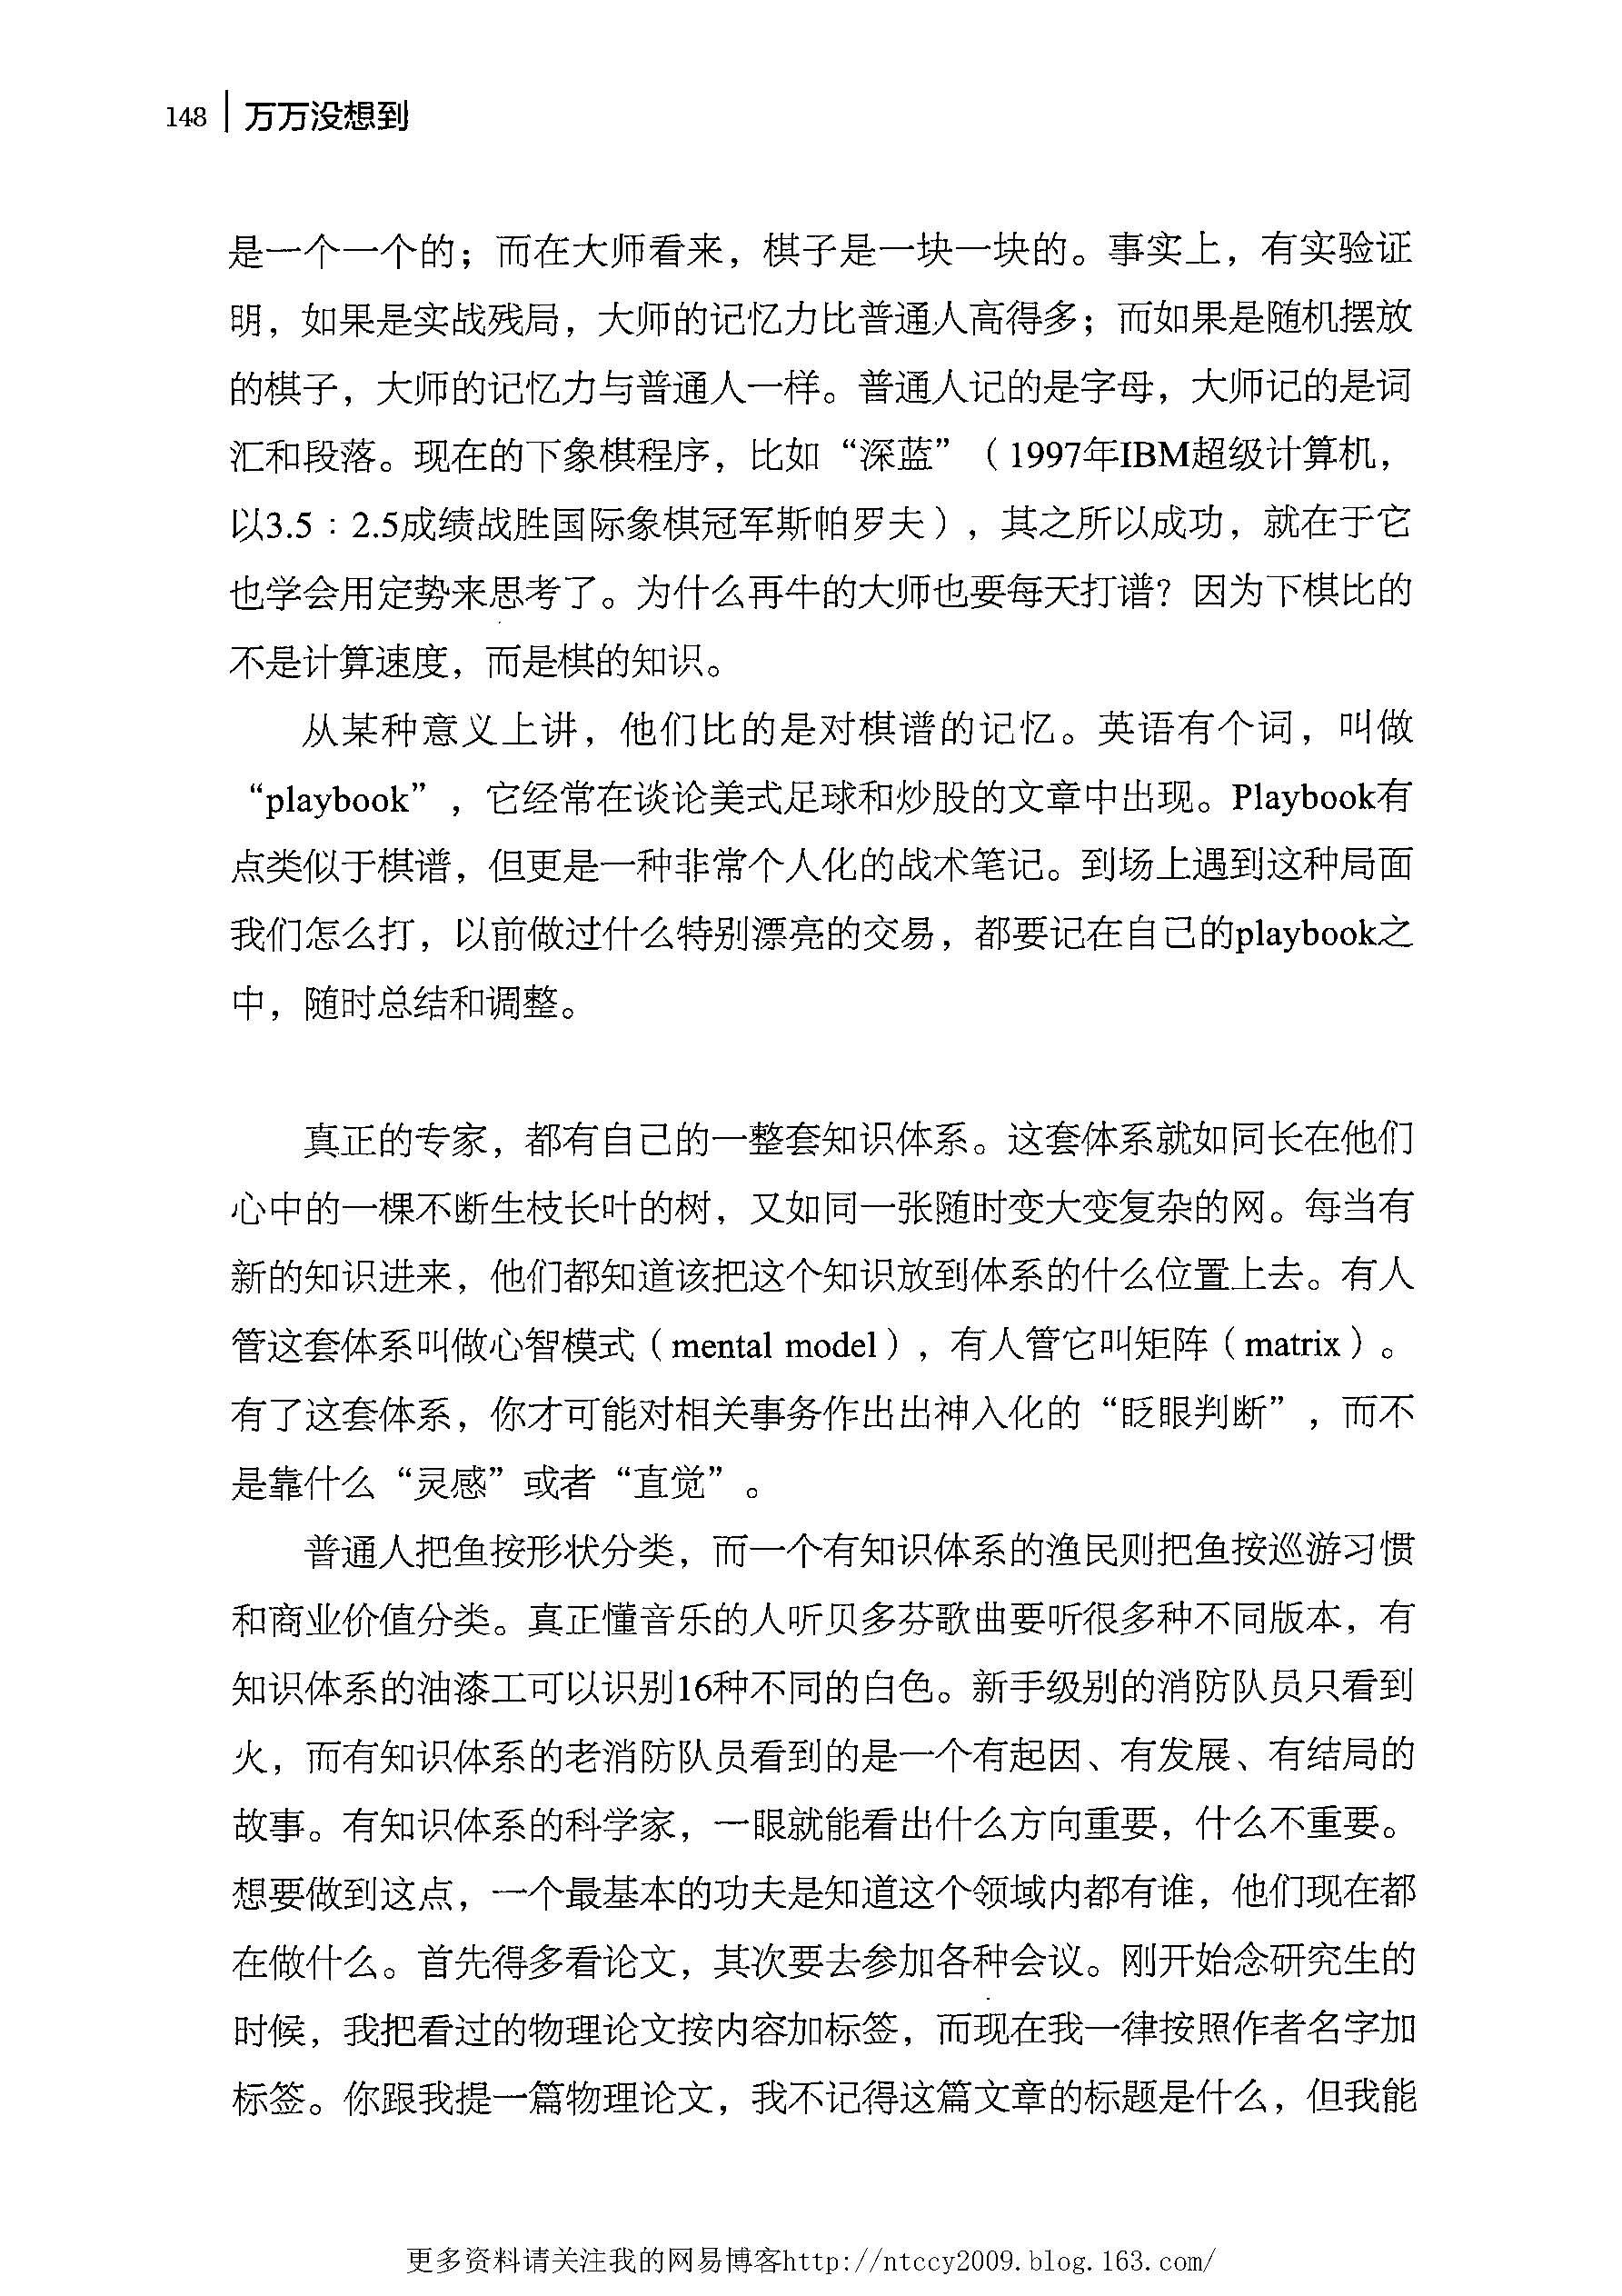 148 万万没想到
是一个一个的；而在大师看来，棋子是一块一块的。事实上，有实验证
明，如果是实战残局，大师的记忆力比普通人高得多；而如果是随机摆放
的棋子，大师的记忆力与普通人一样。普通人记的是字母，大师记的是词
汇和段落。现在的下象棋程序，比如“深蓝”（1997年IBM超级计算机，
以3.5：2.5成绩战胜国际象棋冠军斯帕罗夫），其之所以成功，就在于它
也学会用定势来思考了。为什么再牛的大师也要每天打谱？因为下棋比的
不是计算速度，而是棋的知识。
从某种意义上讲，他们比的是对棋谱的记忆。英语有个词，叫做
“playbook”，它经常在谈论美式足球和炒股的文章中出现。Playbook有
点类似于棋谱，但更是一种非常个人化的战术笔记。到场上遇到这种局面
我们怎么打，以前做过什么特别漂亮的交易，都要记在自己的playbook之
中，随时总结和调整。
真正的专家，都有自己的一整套知识体系。这套体系就如同长在他们
心中的一棵不断生枝长叶的树，又如同一张随时变大变复杂的网。每当有
新的知识进来，他们都知道该把这个知识放到体系的什么位置上去。有人
管这套体系叫做心智模式（mental model），有人管它叫矩阵（matrix）。
有了这套体系，你才可能对相关事务作出出神入化的“眨眼判断”，而不
是靠什么“灵感”或者“直觉”。
普通人把鱼按形状分类，而一个有知识体系的渔民则把鱼按巡游习惯
和商业价值分类。真正懂音乐的人听贝多芬歌曲要听很多种不同版本，有
知识体系的油漆工可以识别16种不同的白色。新手级别的消防队员只看到
火，而有知识体系的老消防队员看到的是一个有起因、有发展、有结局的
故事。有知识体系的科学家，一眼就能看出什么方向重要，什么不重要。
想要做到这点，一个最基本的功夫是知道这个领域内都有谁，他们现在都
在做什么。首先得多看论文，其次要去参加各种会议。刚开始念研究生的
时候，我把看过的物理论文按内容加标签，而现在我一律按照作者名字加
标签。你跟我提一篇物理论文，我不记得这篇文章的标题是什么，但我能
更多资料请关注我的网易博客http://ntccy2009.blog.163.com/